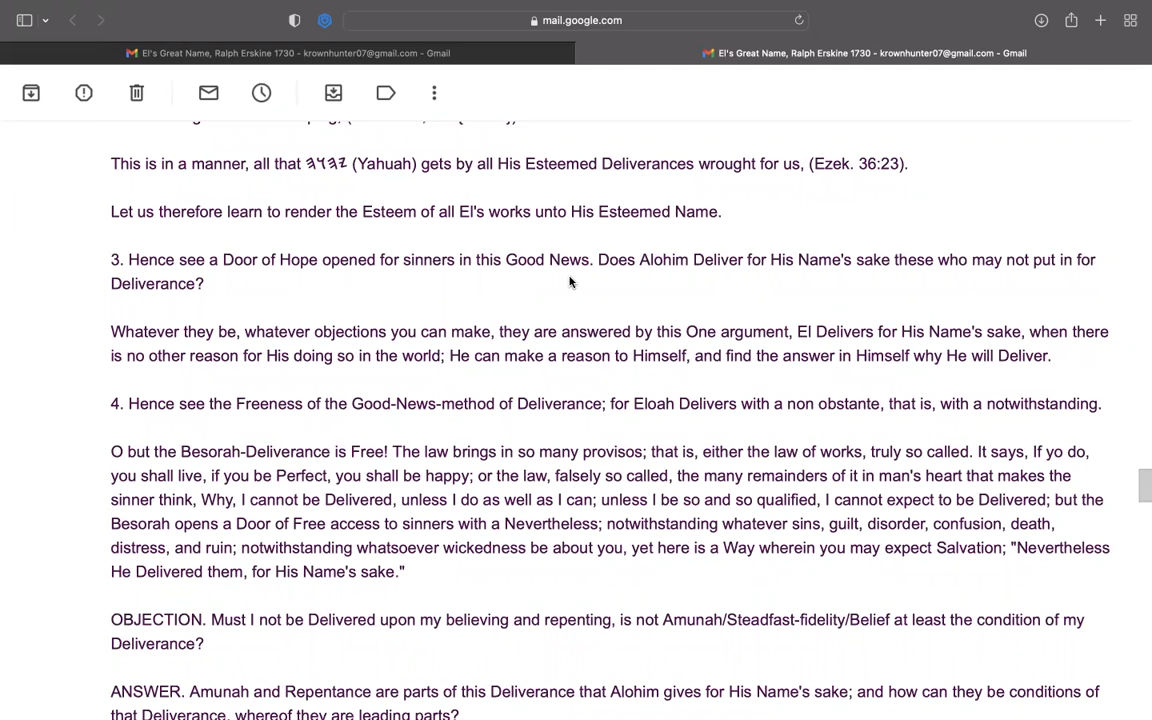 mail.google.com
El's Great Name, Ralph Erskine 1730 - krownhunter07@gmail.com - Gmail
El's Great Name, Ralph Erskine 1730 - krownhunter07@gmail.com - Gmail
This is in a manner, all that 𐤉𐤄𐤅𐤄 (Yahuah) gets by all His Esteemed Deliverances wrought for us, (Ezek. 36:23).
Let us therefore learn to render the Esteem of all El's works unto His Esteemed Name.
3. Hence see a Door of Hope opened for sinners in this Good News. Does Alohim Deliver for His Name's sake these who may not put in for
Deliverance?
Whatever they be, whatever objections you can make, they are answered by this One argument, El Delivers for His Name's sake, when there
is no other reason for His doing so in the world; He can make a reason to Himself, and find the answer in Himself why He will Deliver.
4. Hence see the Freeness of the Good-News-method of Deliverance; for Eloah Delivers with a non obstante, that is, with a notwithstanding.
O but the Besorah-Deliverance is Free! The law brings in so many provisos; that is, either the law of works, truly so called. It says, If yo do,
you shall live, if you be Perfect, you shall be happy; or the law, falsely so called, the many remainders of it in man's heart that makes the
sinner think, Why, I cannot be Delivered, unless I do as well as I can; unless I be so and so qualified, I cannot expect to be Delivered; but the
Besorah opens a Door of Free access to sinners with a Nevertheless; notwithstanding whatever sins, guilt, disorder, confusion, death,
distress, and ruin; notwithstanding whatsoever wickedness be about you, yet here is a Way wherein you may expect Salvation; "Nevertheless
He Delivered them, for His Name's sake."
OBJECTION. Must I not be Delivered upon my believing and repenting, is not Amunah/Steadfast-fidelity/Belief at least the condition of my
Deliverance?
ANSWER. Amunah and Repentance are parts of this Deliverance that Alohim gives for His Name's sake; and how can they be conditions of
that Deliverance, whereof they are leading parts?